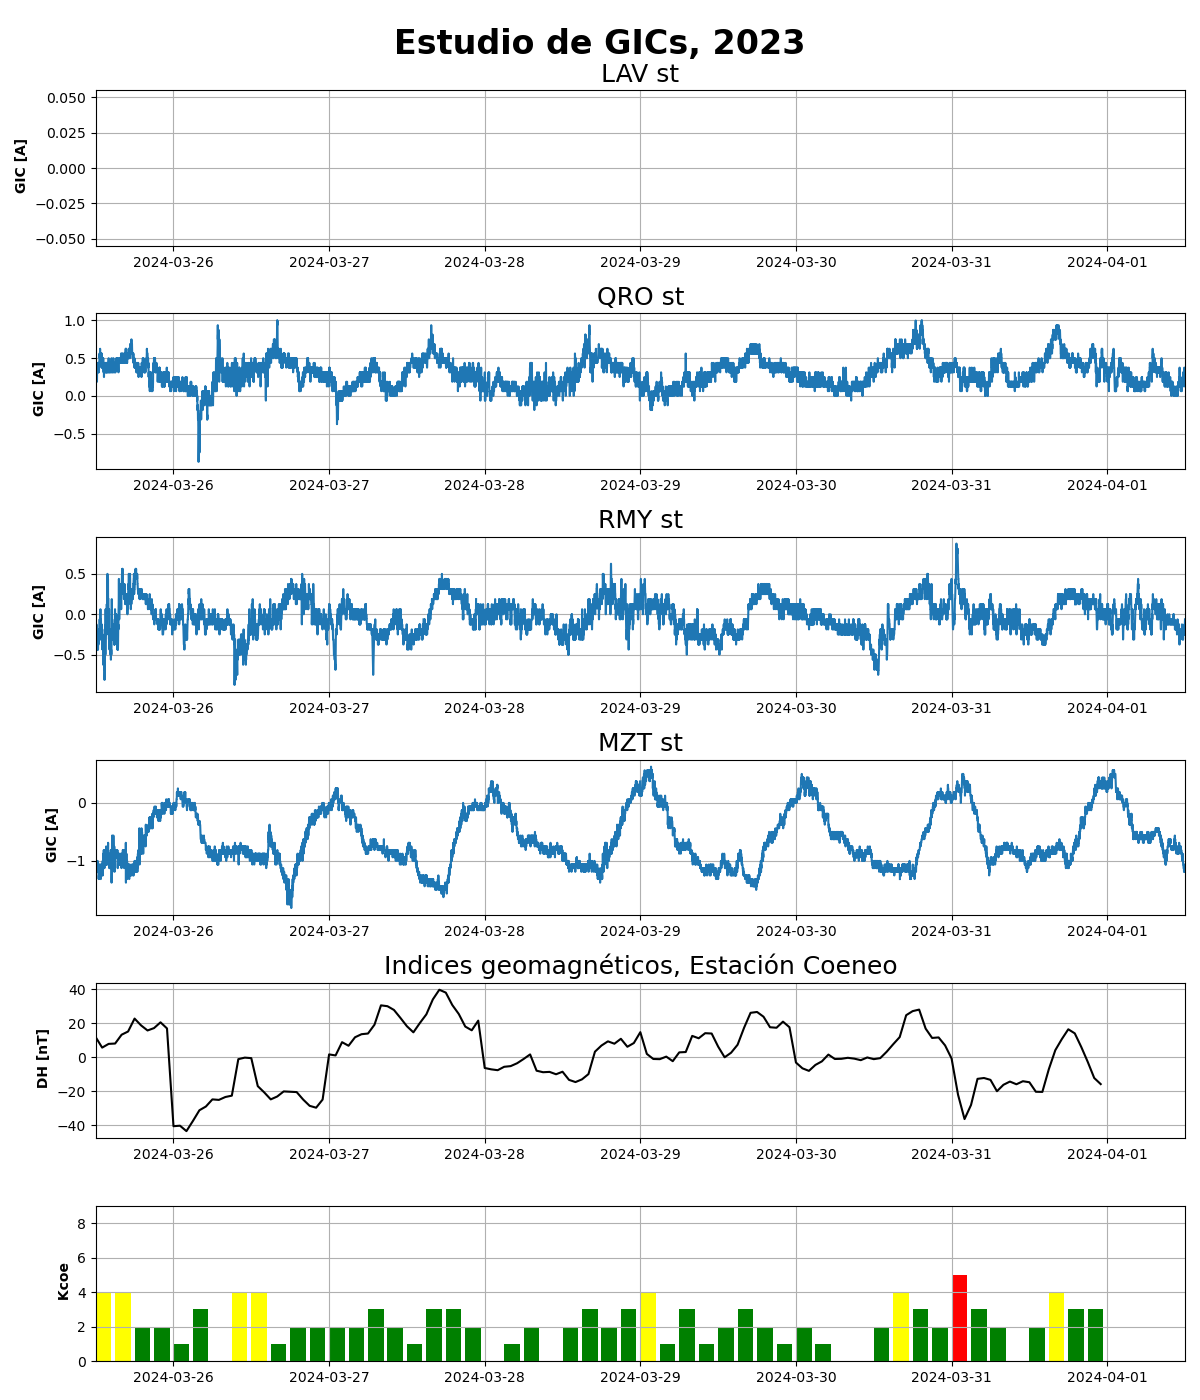 Estudio de GICs, 2023
LAV st
GIC [A]
0.050
0.025
0.000
−0.025
−0.050
2024-03-26 2024-03-27 2024-03-28 2024-03-29 2024-03-30 2024-03-31 2024-04-01
QRO st
GIC [A]
1.0
0.5
0.0
−0.5
2024-03-26 2024-03-27 2024-03-28 2024-03-29 2024-03-30 2024-03-31 2024-04-01
RMY st
GIC [A]
0.5
0.0
−0.5
2024-03-26 2024-03-27 2024-03-28 2024-03-29 2024-03-30 2024-03-31 2024-04-01
MZT st
GIC [A]
0
−1
2024-03-26 2024-03-27 2024-03-28 2024-03-29 2024-03-30 2024-03-31 2024-04-01
Indices geomagnéticos, Estación Coeneo
DH [nT]
40
20
0
−20
−40
2024-03-26 2024-03-27 2024-03-28 2024-03-29 2024-03-30 2024-03-31 2024-04-01
Kcoe
8
6
4
2
0
2024-03-26 2024-03-27 2024-03-28 2024-03-29 2024-03-30 2024-03-31 2024-04-01